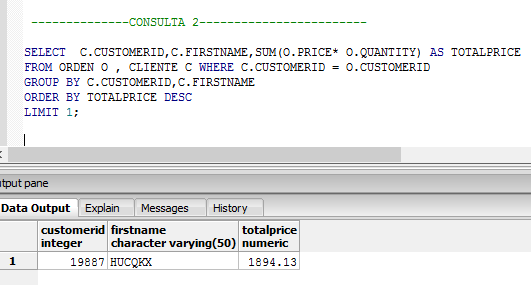 --------------CONSULTA 2------------------------
SELECT  C.CUSTOMERID,C.FIRSTNAME,SUM(O.PRICE* O.QUANTITY) AS TOTALPRICE
FROM ORDEN O , CLIENTE C WHERE C.CUSTOMERID = O.CUSTOMERID
GROUP BY C.CUSTOMERID,C.FIRSTNAME
ORDER BY TOTALPRICE DESC
LIMIT 1;
tput pane
Data Output Explain Messages History
customerid firstname totalprice
integer character varying(50) numeric
1 19887 HUCQKX 1894.13